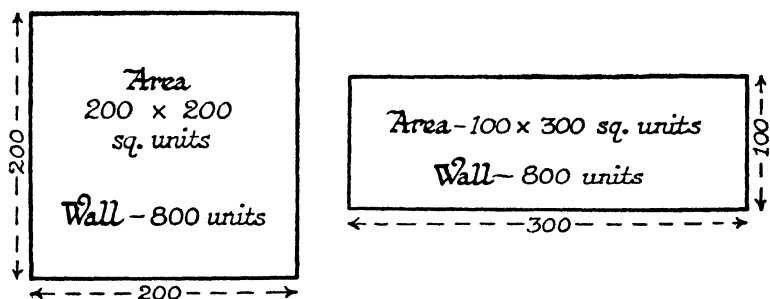 200
Area
200 × 200
sq. units
Wall – 800 units
200
Area – 100 × 300 sq. units
Wall – 800 units
100
300